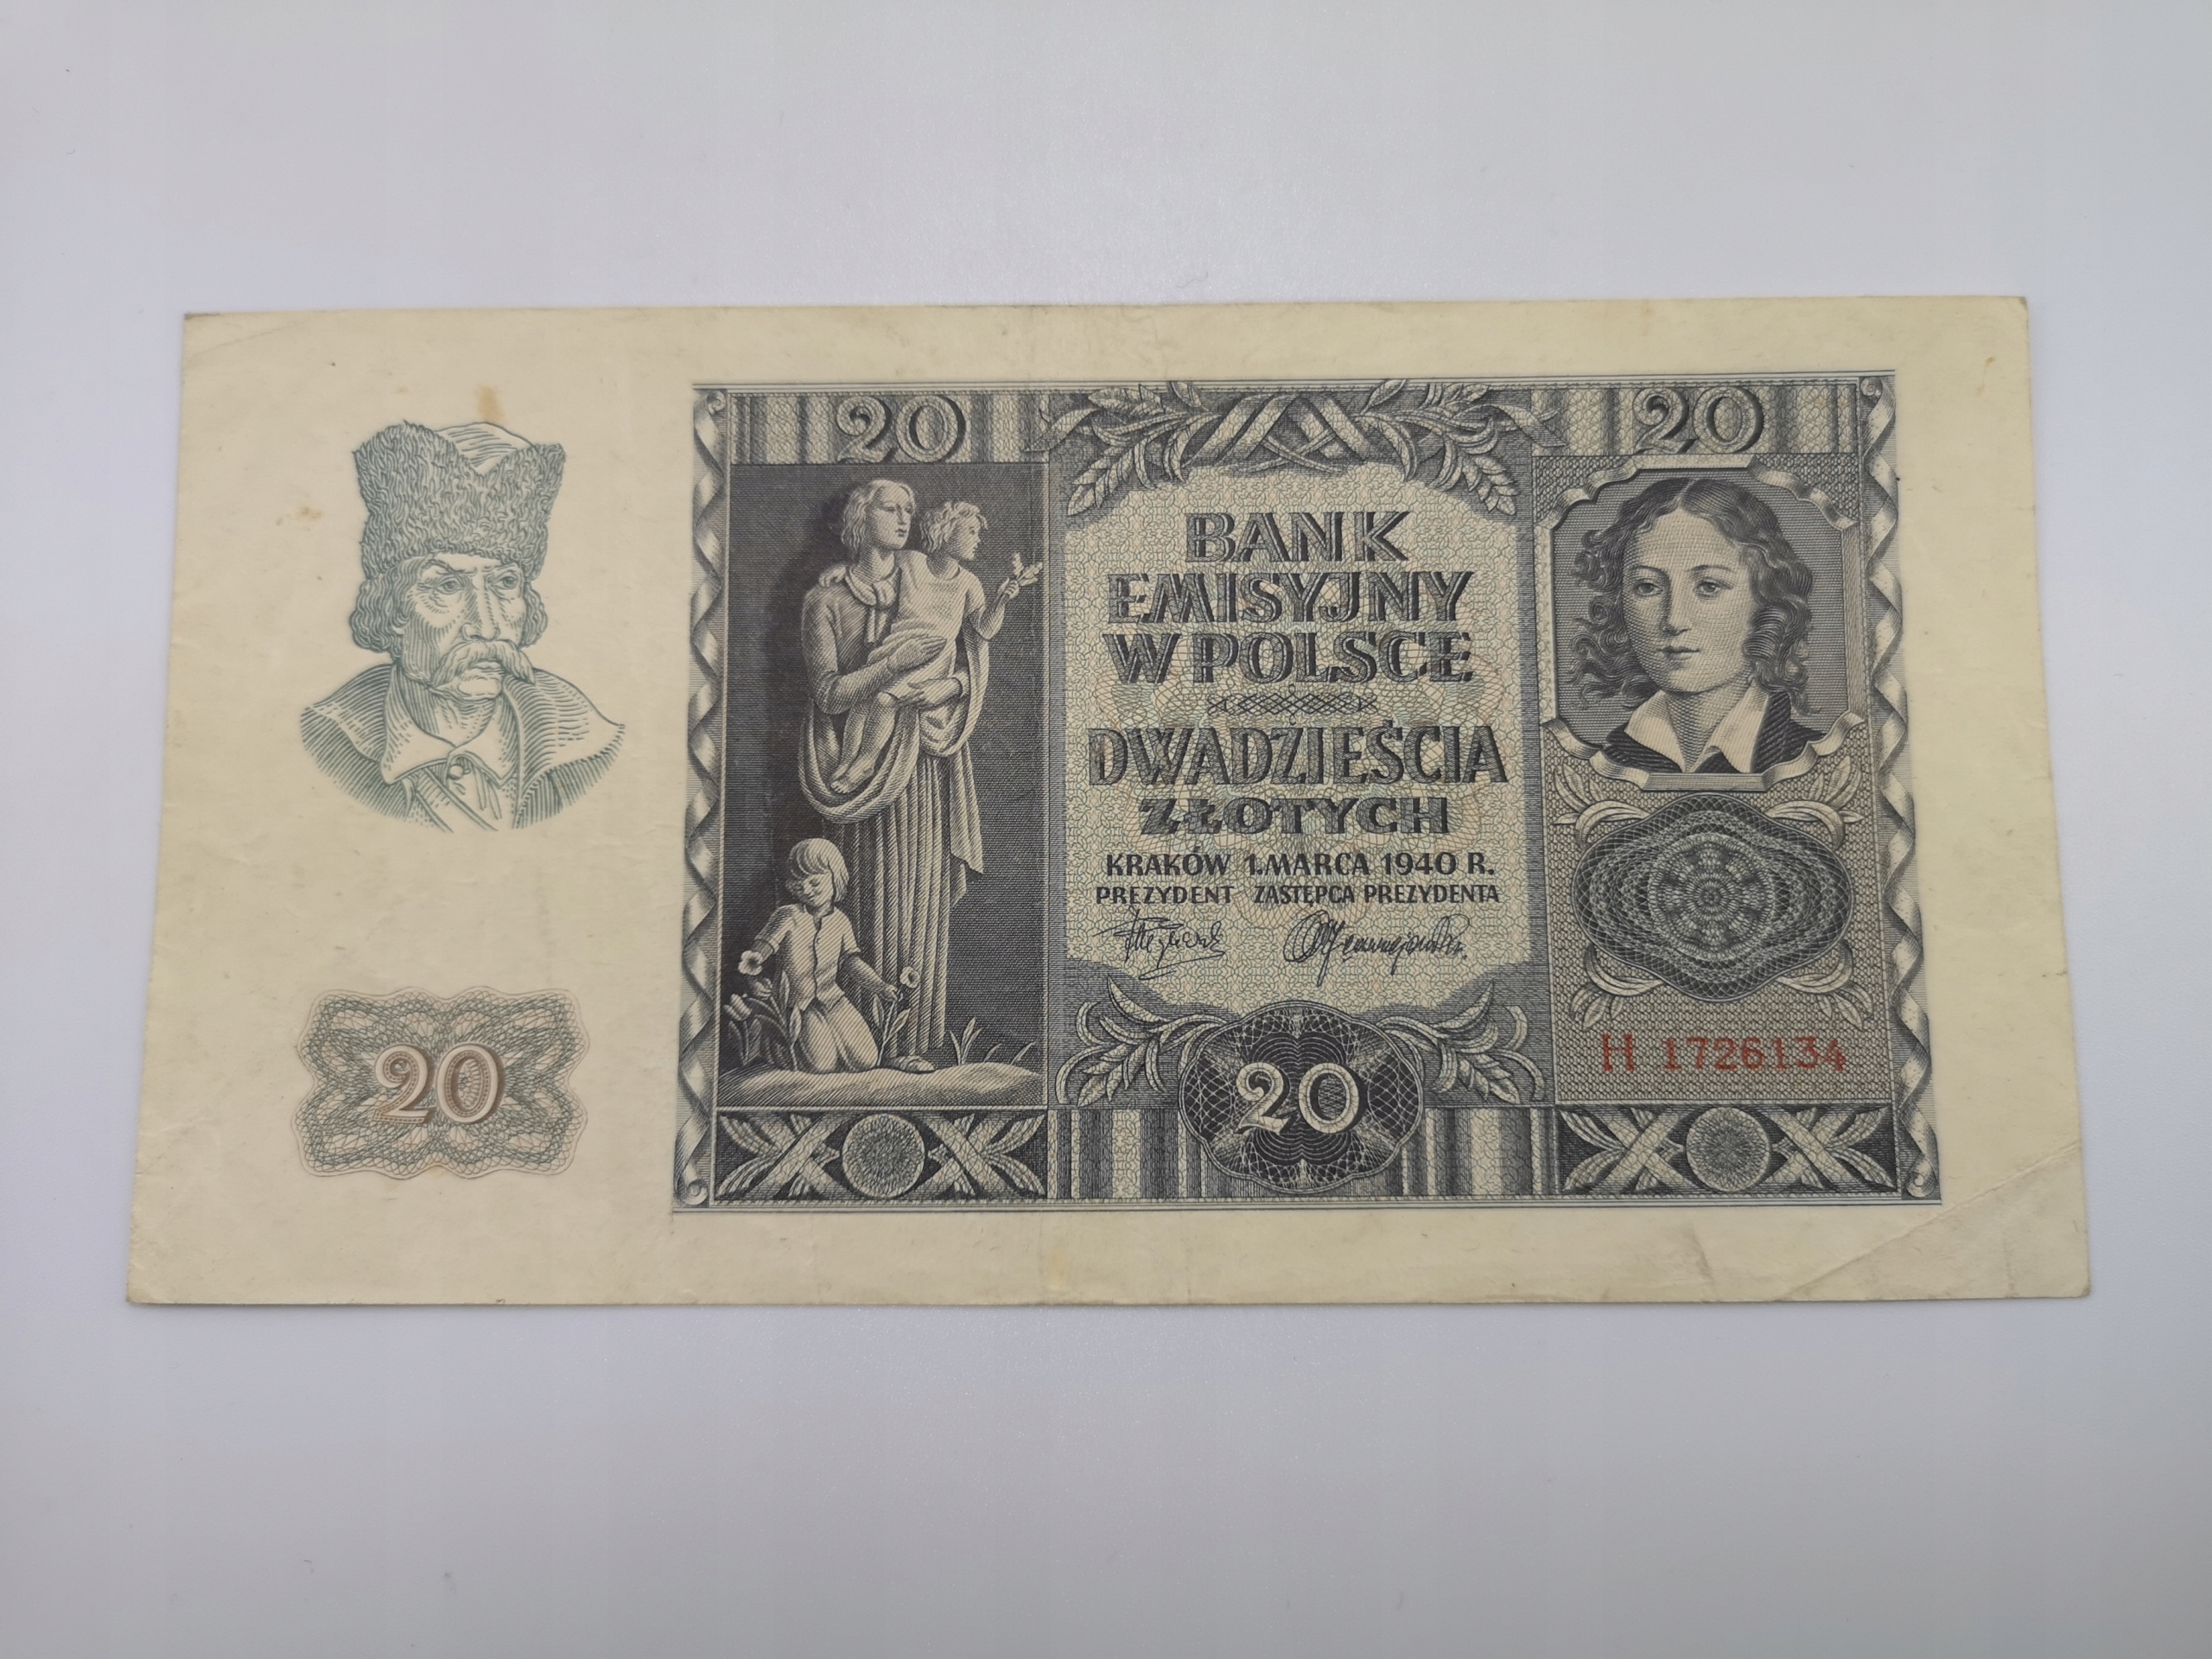 20 20
BANK
EMISYJNY
W POLSCE
DWADZIEŚCIA
ZŁOTYCH
KRAKÓW 1.MARCA 1940 R.
PREZYDENT ZASTĘPCA PREZYDENTA
H 1726134
20 20